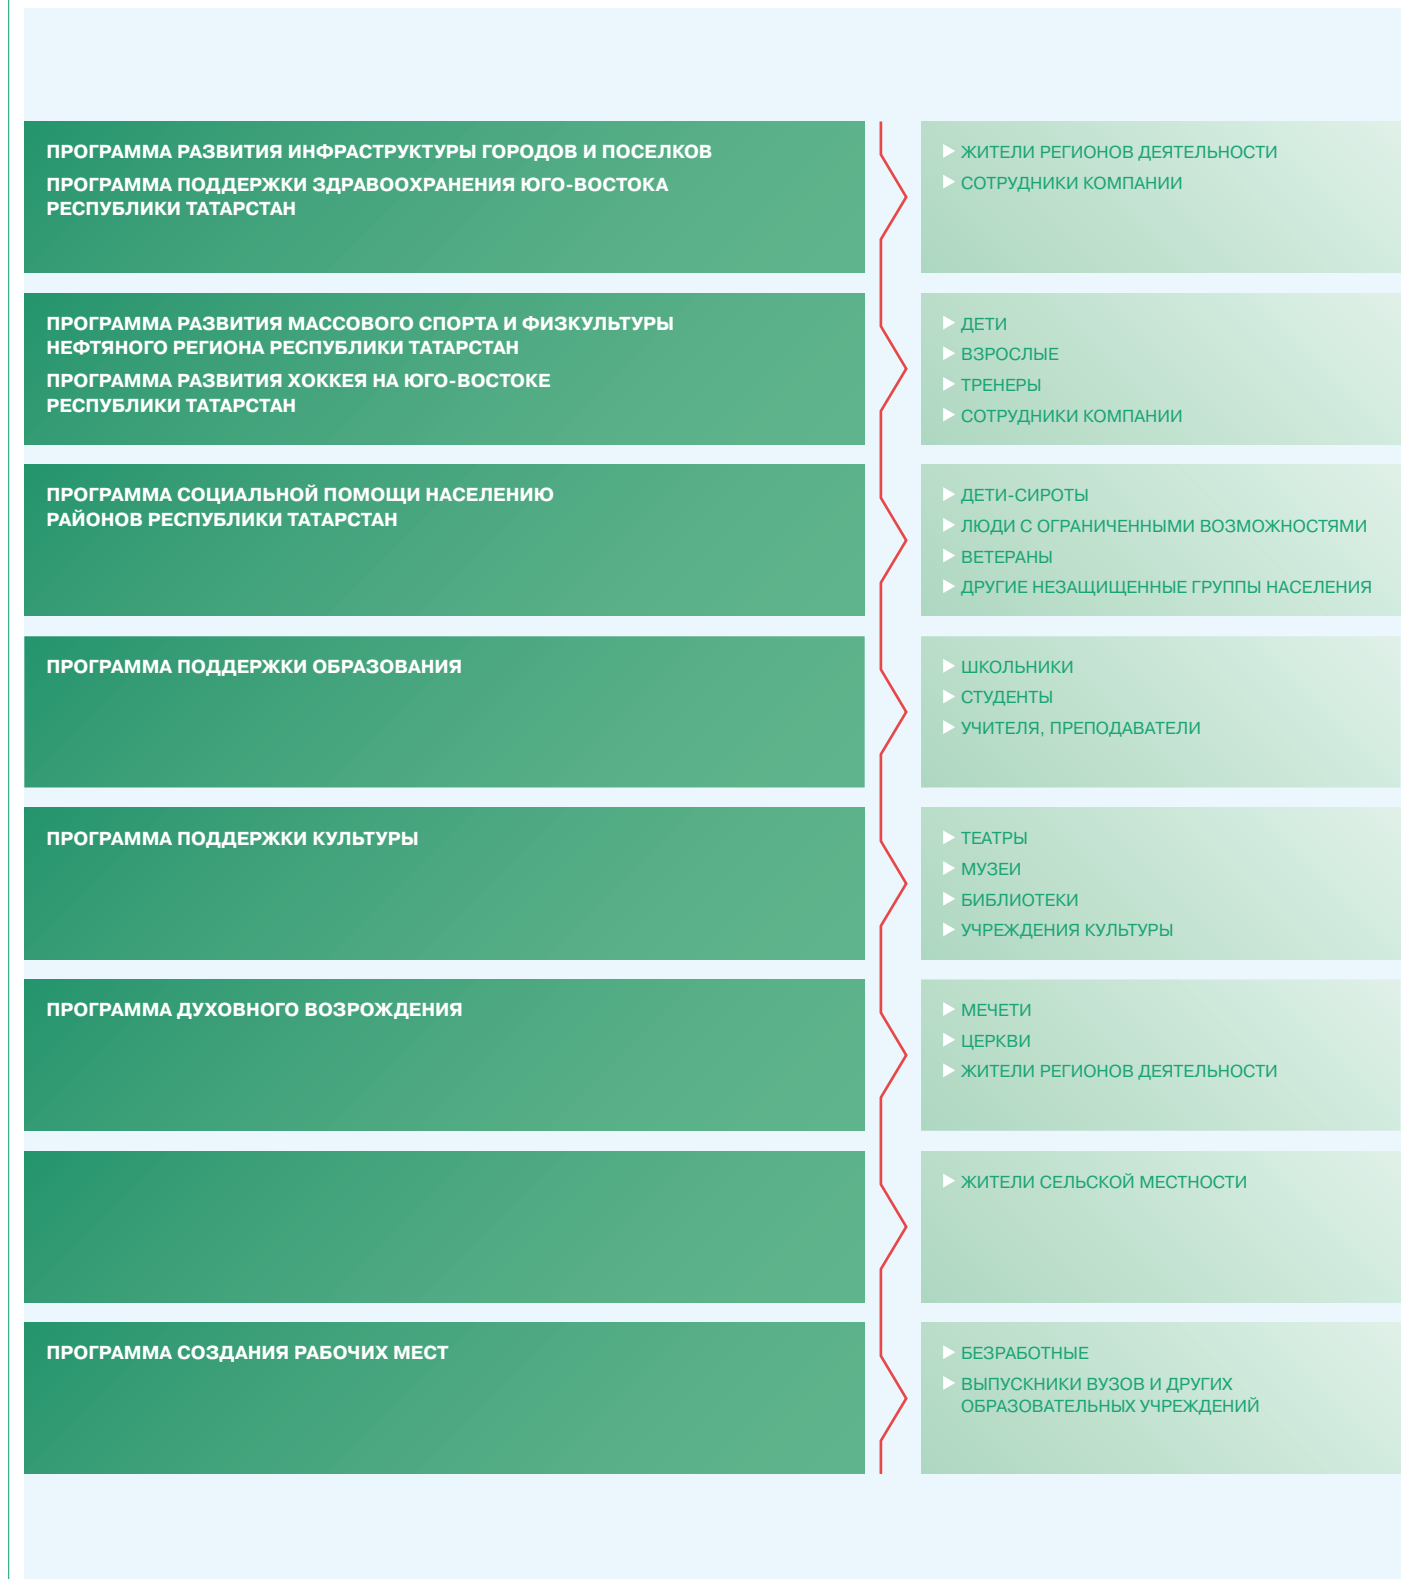 ПРОГРАММА РАЗВИТИЯ ИНФРАСТРУКТУРЫ ГОРОДОВ И ПОСЕЛКОВ
ПРОГРАММА ПОДДЕРЖКИ ЗДРАВООХРАНЕНИЯ ЮГО-ВОСТОКА
РЕСПУБЛИКИ ТАТАРСТАН
ЖИТЕЛИ РЕГИОНОВ ДЕЯТЕЛЬНОСТИ
СОТРУДНИКИ КОМПАНИИ
ПРОГРАММА РАЗВИТИЯ МАССОВОГО СПОРТА И ФИЗКУЛЬТУРЫ
НЕФТЯНОГО РЕГИОНА РЕСПУБЛИКИ ТАТАРСТАН
ПРОГРАММА РАЗВИТИЯ ХОККЕЯ НА ЮГО-ВОСТОКЕ
РЕСПУБЛИКИ ТАТАРСТАН
ДЕТИ
ВЗРОСЛЫЕ
ТРЕНЕРЫ
СОТРУДНИКИ КОМПАНИИ
ПРОГРАММА СОЦИАЛЬНОЙ ПОМОЩИ НАСЕЛЕНИЮ
РАЙОНОВ РЕСПУБЛИКИ ТАТАРСТАН
ДЕТИ-СИРОТЫ
ЛЮДИ С ОГРАНИЧЕННЫМИ ВОЗМОЖНОСТЯМИ
ВЕТЕРАНЫ
ДРУГИЕ НЕЗАЩИЩЕННЫЕ ГРУППЫ НАСЕЛЕНИЯ
ПРОГРАММА ПОДДЕРЖКИ ОБРАЗОВАНИЯ
ШКОЛЬНИКИ
СТУДЕНТЫ
УЧИТЕЛЯ, ПРЕПОДАВАТЕЛИ
ПРОГРАММА ПОДДЕРЖКИ КУЛЬТУРЫ
ТЕАТРЫ
МУЗЕИ
БИБЛИОТЕКИ
УЧРЕЖДЕНИЯ КУЛЬТУРЫ
ПРОГРАММА ДУХОВНОГО ВОЗРОЖДЕНИЯ
МЕЧЕТИ
ЦЕРКВИ
ЖИТЕЛИ РЕГИОНОВ ДЕЯТЕЛЬНОСТИ
ЖИТЕЛИ СЕЛЬСКОЙ МЕСТНОСТИ
ПРОГРАММА СОЗДАНИЯ РАБОЧИХ МЕСТ
БЕЗРАБОТНЫЕ
ВЫПУСКНИКИ ВУЗОВ И ДРУГИХ
ОБРАЗОВАТЕЛЬНЫХ УЧРЕЖДЕНИЙ